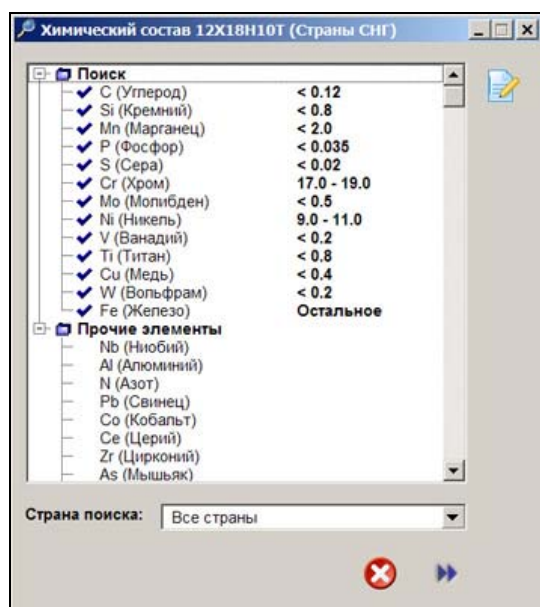 Химический состав 12Х18Н10Т (Страны СНГ)
Поиск
C (Углерод) < 0.12
Si (Кремний) < 0.8
Mn (Марганец) < 2.0
P (Фосфор) < 0.035
S (Сера) < 0.02
Cr (Хром) 17.0 - 19.0
Mo (Молибден) < 0.5
Ni (Никель) 9.0 - 11.0
V (Ванадий) < 0.2
Ti (Титан) < 0.8
Cu (Медь) < 0.4
W (Вольфрам) < 0.2
Fe (Железо) Остальное
Прочие элементы
Nb (Ниобий)
Al (Алюминий)
N (Азот)
Pb (Свинец)
Co (Кобальт)
Ce (Церий)
Zr (Цирконий)
As (Мышьяк)
Страна поиска: Все страны